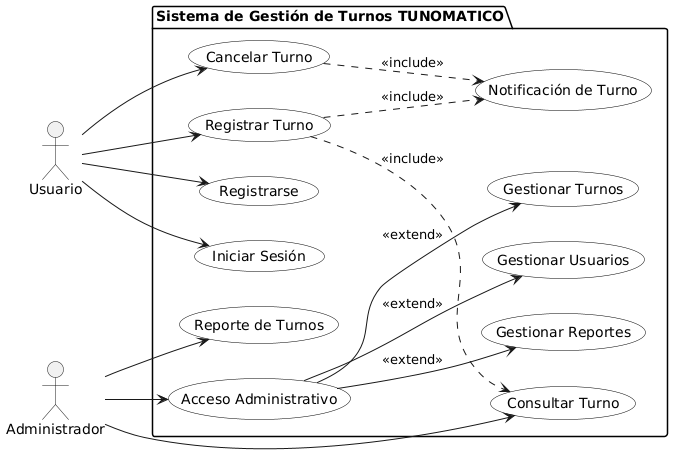 Sistema de Gestión de Turnos TUNOMATICO
Cancelar Turno
«include»
Notificación de Turno
«include»
Registrar Turno
«include»
Usuario
Registrarse
Gestionar Turnos
«extend»
Iniciar Sesión
Gestionar Usuarios
«extend»
Reporte de Turnos
Gestionar Reportes
«extend»
Acceso Administrativo
Consultar Turno
Administrador